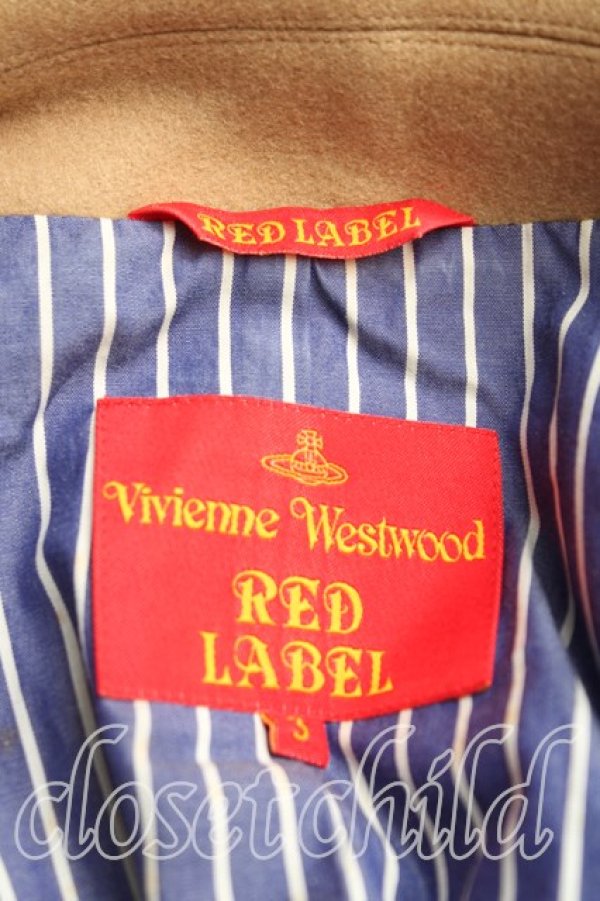 RED LABEL
Vivienne Westwood
RED
LABEL
3
closetchild